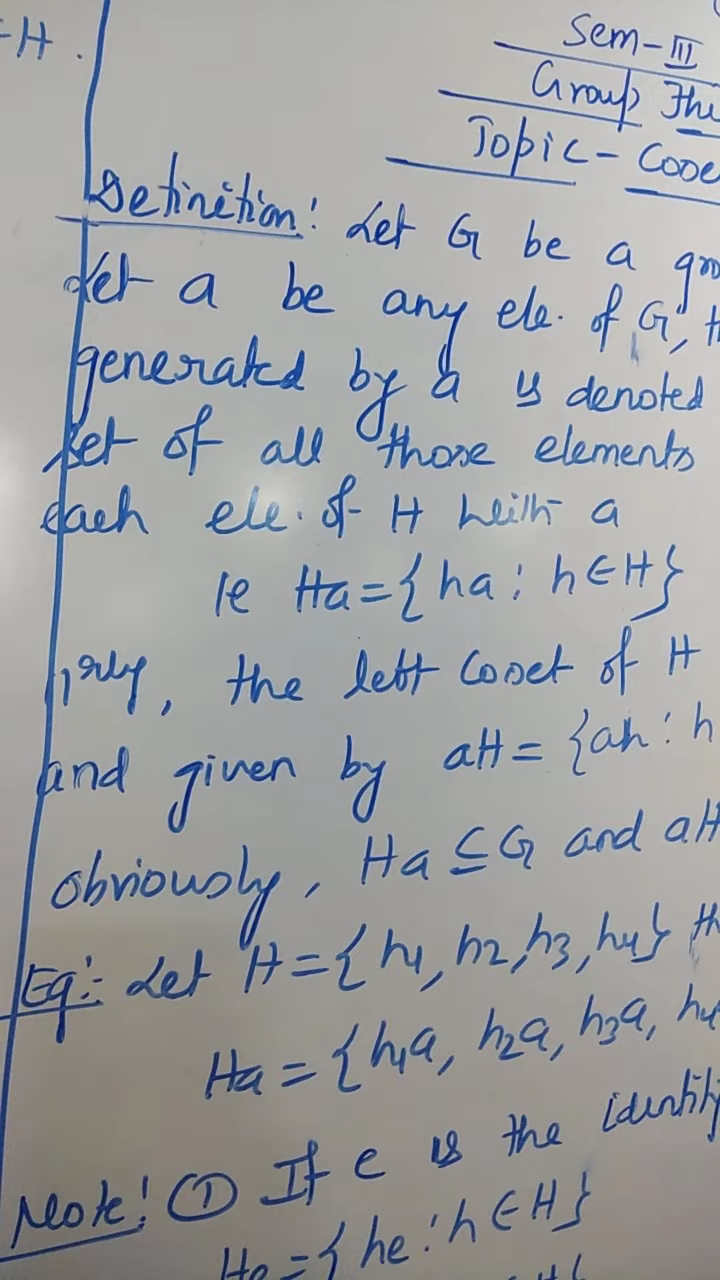 -H.
Sem-III
Group
Topic-
Definition: Let G be a
Let a be any ele. of G,
generated by a is denoted
set of all those elements
each ele. of H with a
ie Ha={ha: h∈H}
the left coset of H
and given by aH={ah: h
obviously, Ha⊆G and aH
Eg:- Let H={h1, h2, h3, h4}
Ha={h1a, h2a, h3a, h4
Note: ① If e is the identity
He={he: h∈H}